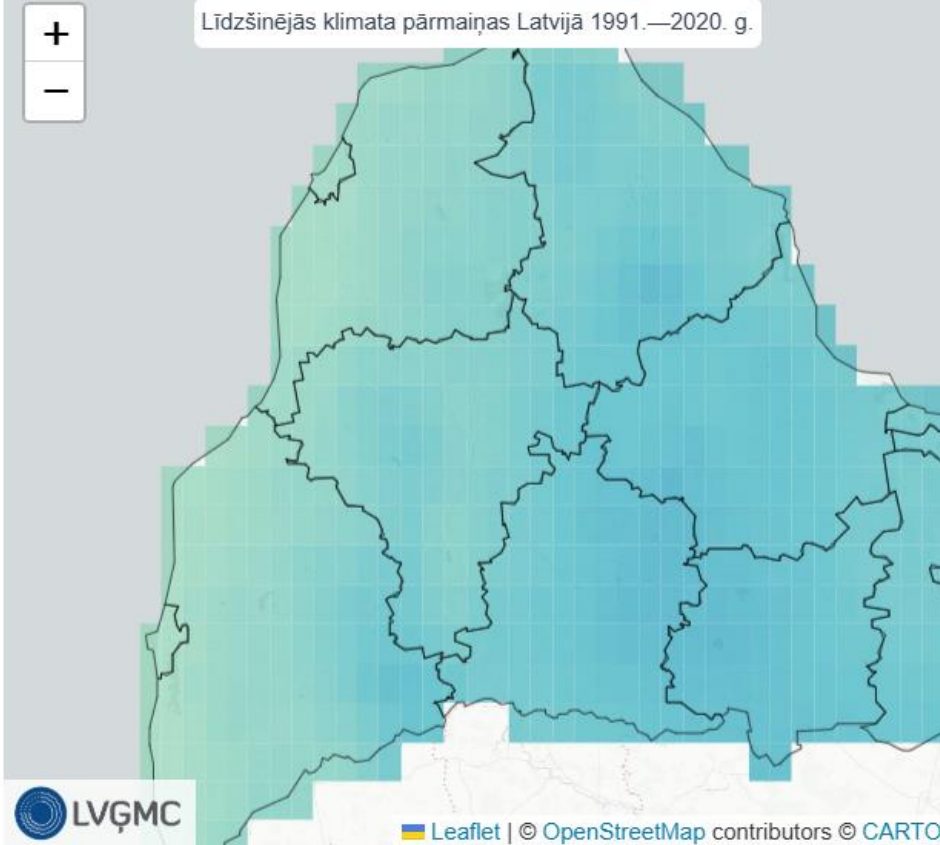 +
Līdzšinējās klimata pārmaiņas Latvijā 1991.—2020. g.
−
LVĢMC
Leaflet | © OpenStreetMap contributors © CARTO